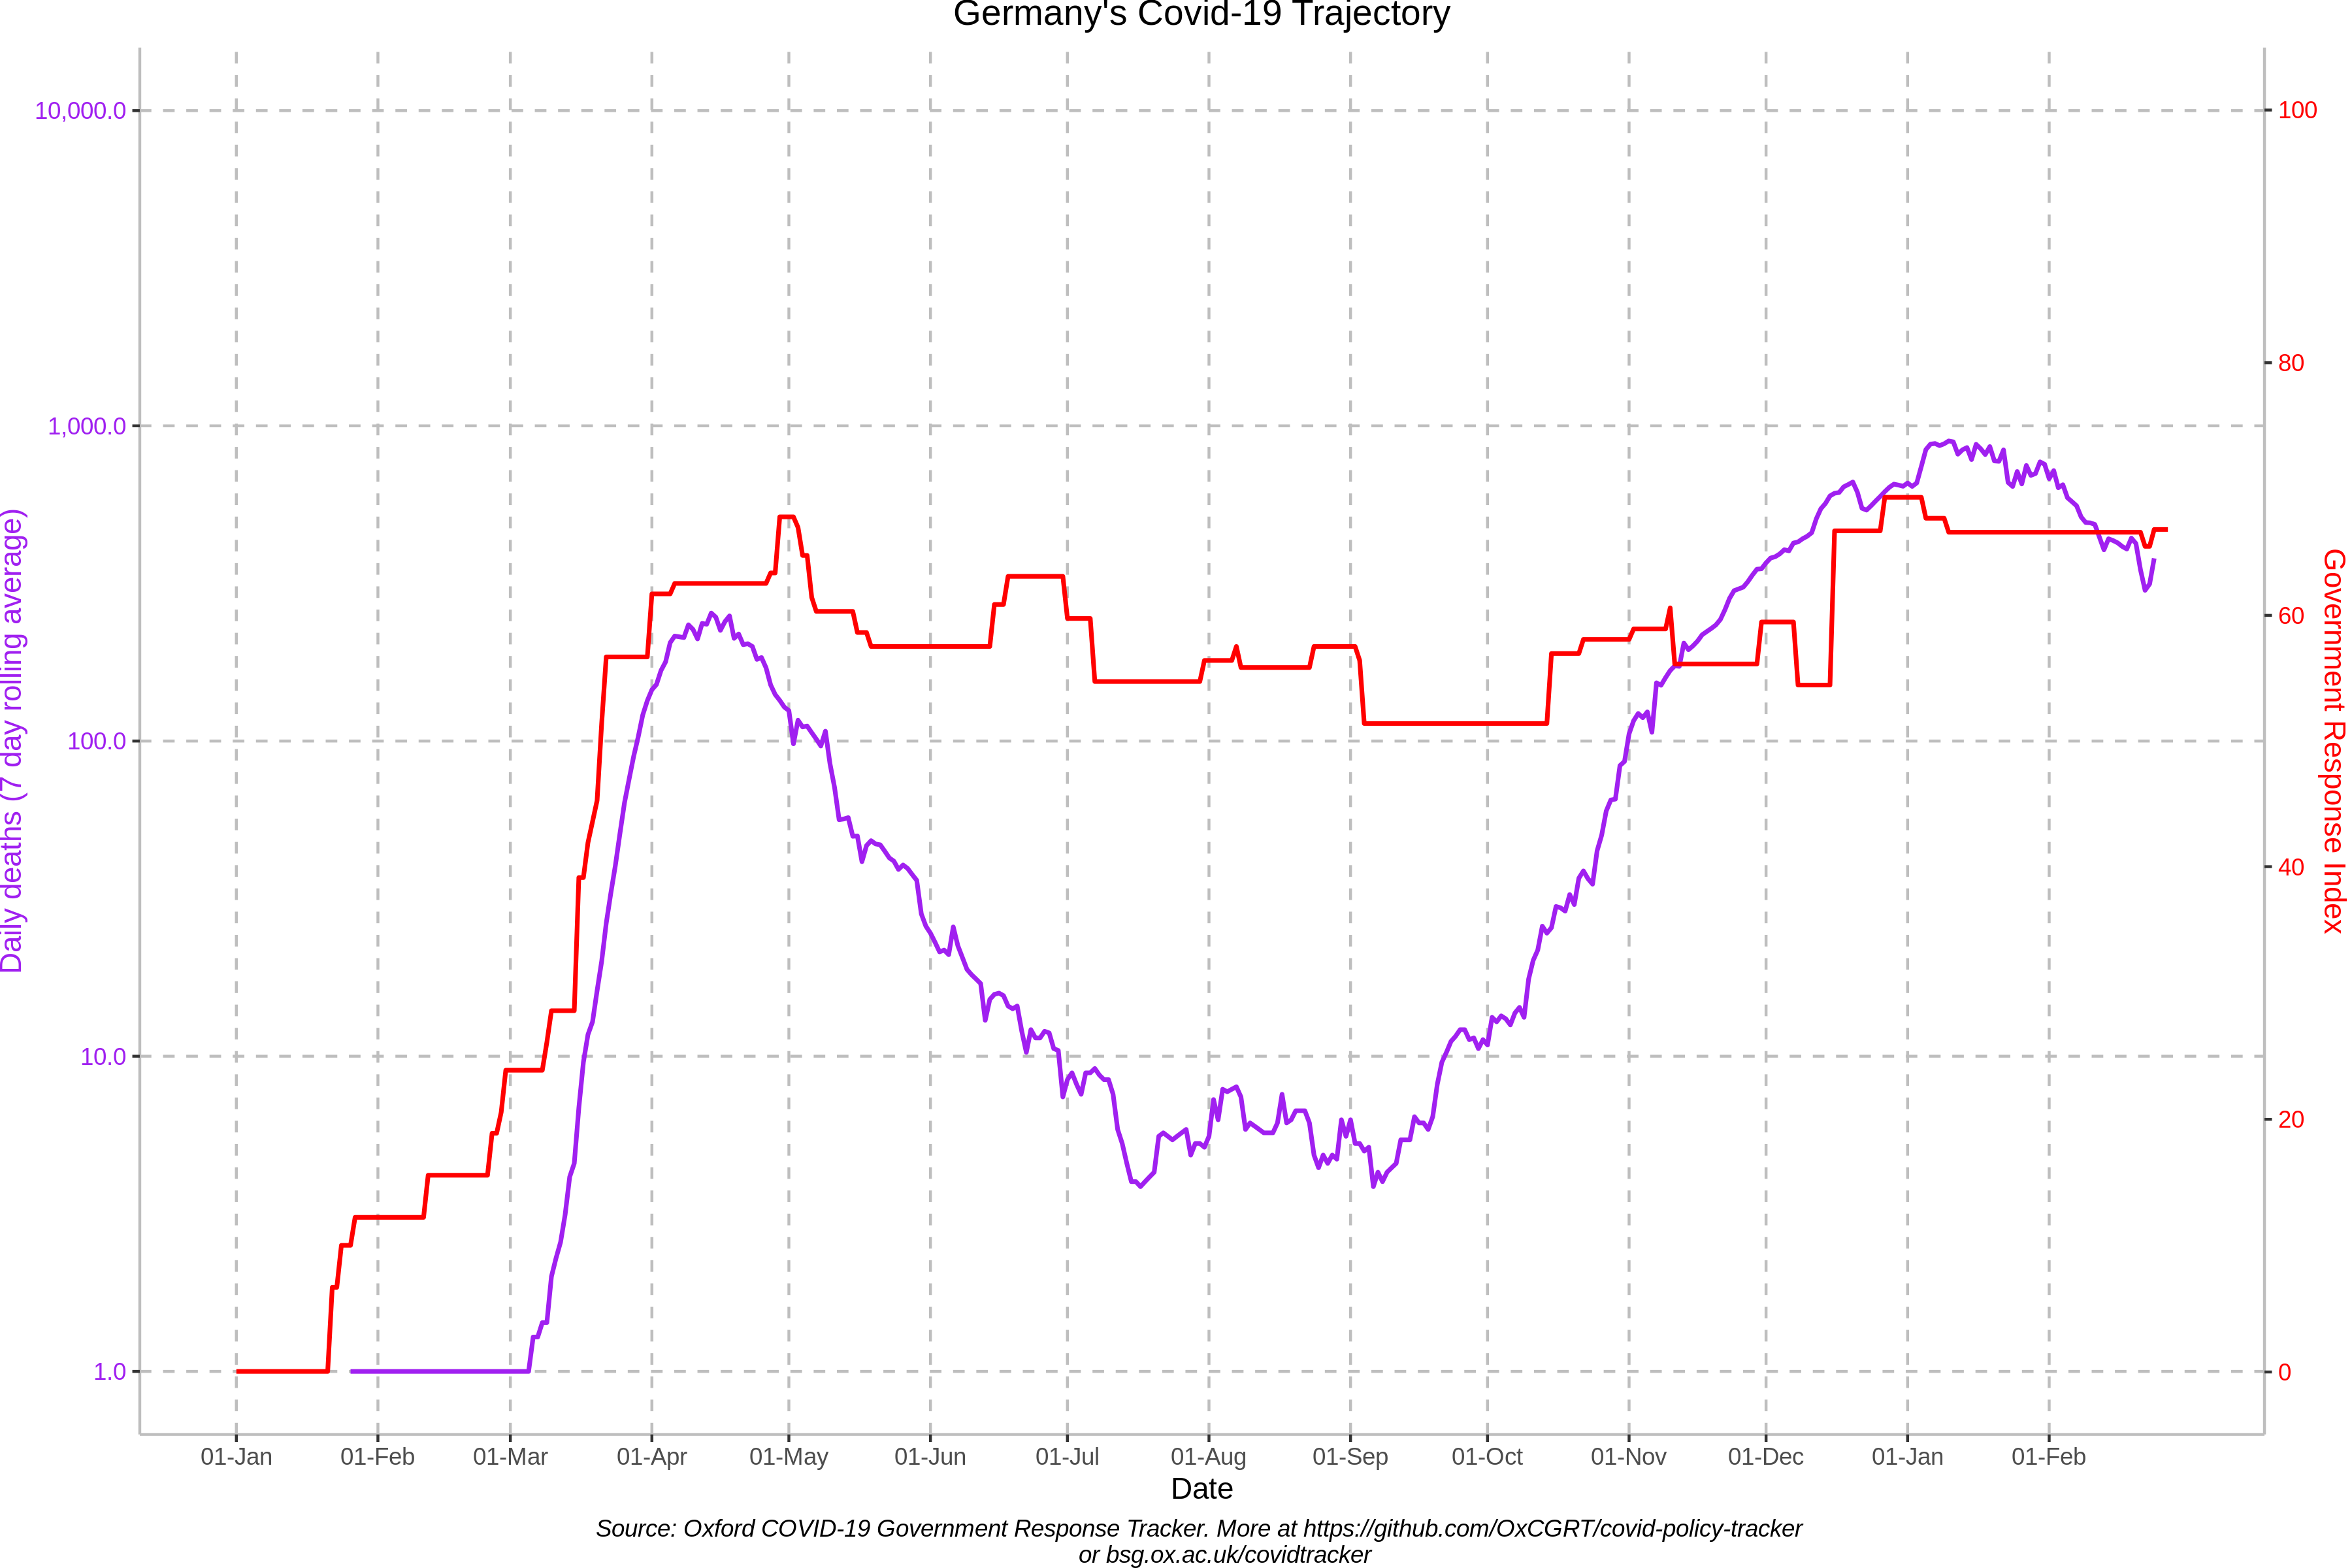 Germany's Covid-19 Trajectory
10,000.0
1,000.0
100.0
10.0
1.0
Daily deaths (7 day rolling average)
100
80
60
40
20
0
Government Response Index
01-Jan 01-Feb 01-Mar 01-Apr 01-May 01-Jun 01-Jul 01-Aug 01-Sep 01-Oct 01-Nov 01-Dec 01-Jan 01-Feb
Date
Source: Oxford COVID-19 Government Response Tracker. More at https://github.com/OxCGRT/covid-policy-tracker
or bsg.ox.ac.uk/covidtracker